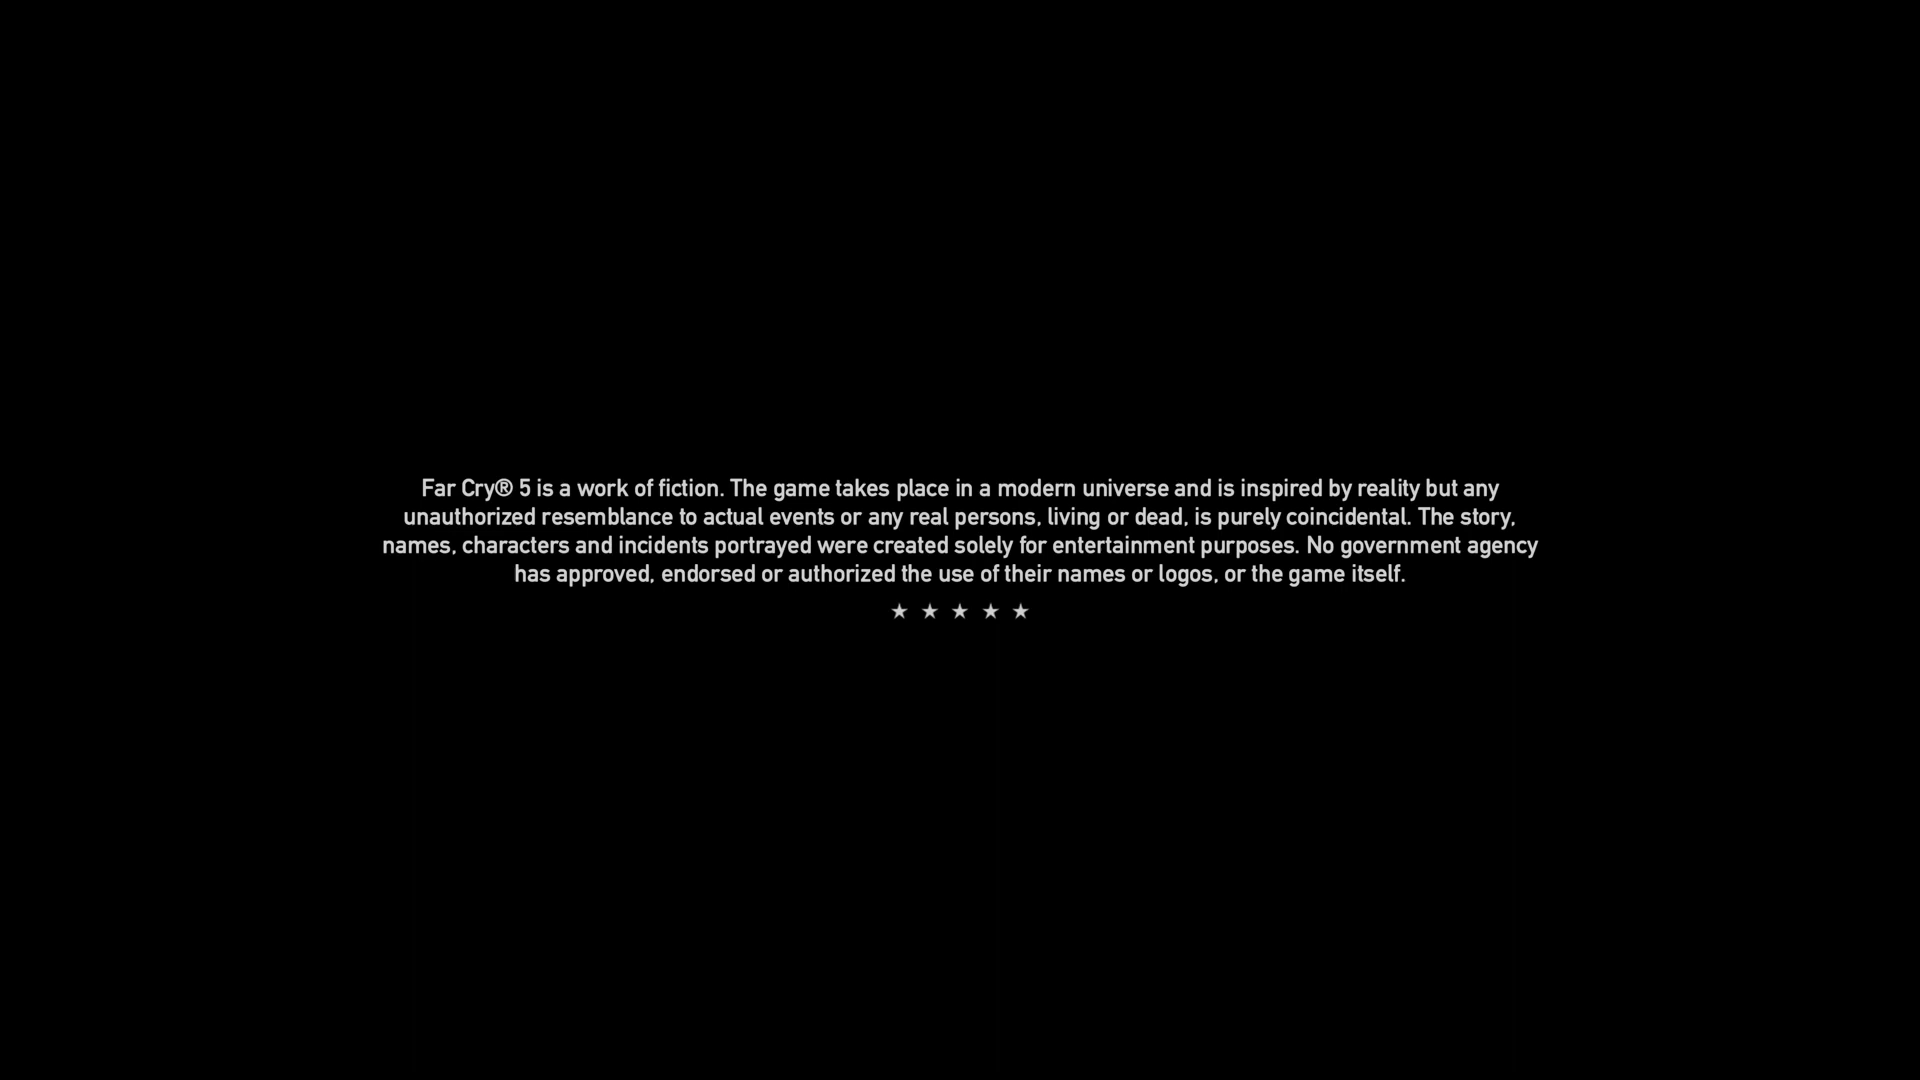 Far Cry® 5 is a work of fiction. The game takes place in a modern universe and is inspired by reality but any
unauthorized resemblance to actual events or any real persons, living or dead, is purely coincidental. The story,
names, characters and incidents portrayed were created solely for entertainment purposes. No government agency
has approved, endorsed or authorized the use of their names or logos, or the game itself.
★ ★ ★ ★ ★